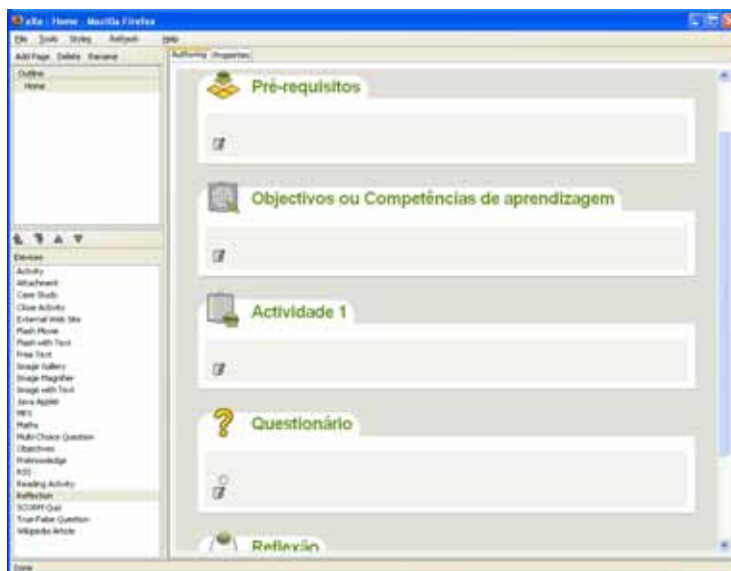 eXe : Home - Mozilla Firefox
File Tools Styles Refresh Help
Add Page Delete Rename
Authoring Properties
Outline
Home
Pré-requisitos
Objectivos ou Competências de aprendizagem
Actividade 1
Questionário
Reflexão
Devices
Activity
Attachment
Case Study
Cloze Activity
External Web Site
Flash Movie
Flash with Text
Free Text
Image Gallery
Image Magnifier
Image with Text
Java Applet
MP3
Maths
Multi-Choice Question
Objectives
Preknowledge
RSS
Reading Activity
Reflection
SCORM Quiz
True-False Question
Wikipedia Article
Done